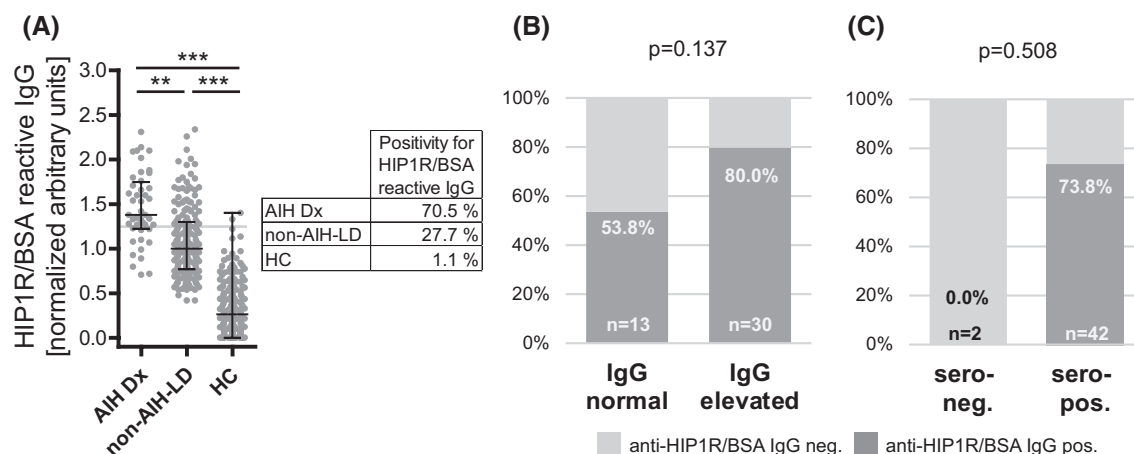 (A)
HIP1R/BSA reactive IgG
[normalized arbitrary units]
3.0
2.5
2.0
1.5
1.0
0.5
0.0
***
** ***
AIH Dx
non-AIH-LD
HC
Positivity for
HIP1R/BSA
reactive IgG
AIH Dx 70.5 %
non-AIH-LD 27.7 %
HC 1.1 %
(B)
p=0.137
100%
80%
60%
40%
20%
0%
53.8%
n=13
80.0%
n=30
IgG
normal
IgG
elevated
(C)
p=0.508
100%
80%
60%
40%
20%
0%
0.0%
n=2
73.8%
n=42
sero-
neg.
sero-
pos.
anti-HIP1R/BSA IgG neg. anti-HIP1R/BSA IgG pos.